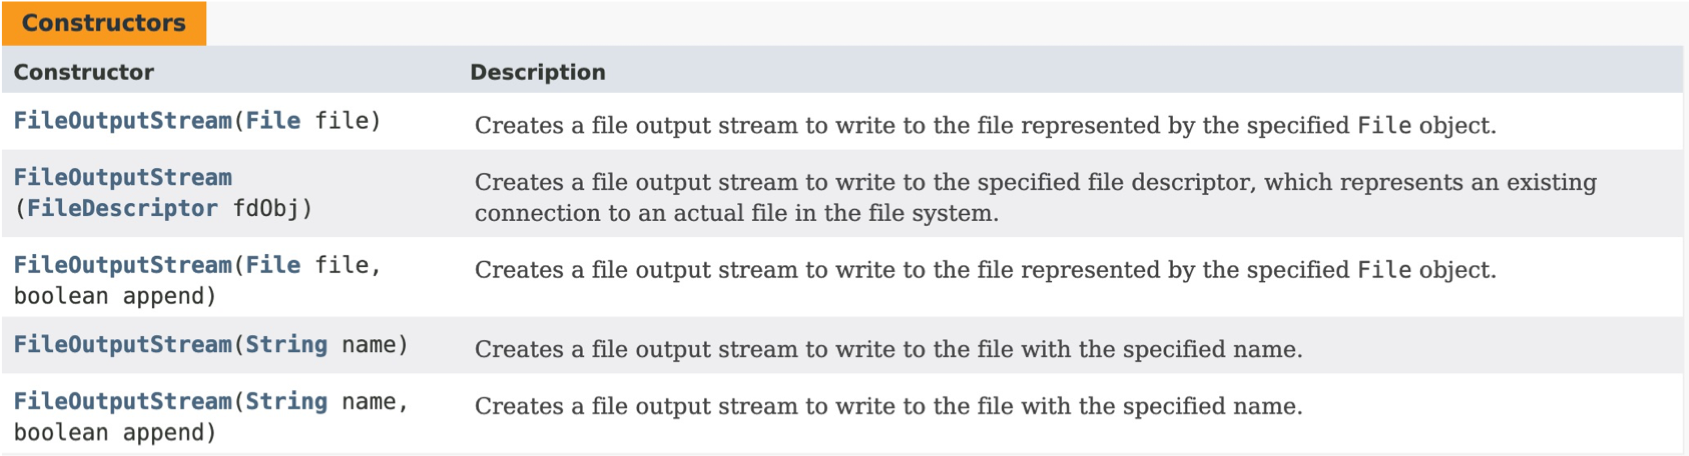 Constructors
Constructor Description
FileOutputStream(File file) Creates a file output stream to write to the file represented by the specified File object.
FileOutputStream
(FileDescriptor fdObj)
Creates a file output stream to write to the specified file descriptor, which represents an existing
connection to an actual file in the file system.
FileOutputStream(File file,
boolean append)
Creates a file output stream to write to the file represented by the specified File object.
FileOutputStream(String name) Creates a file output stream to write to the file with the specified name.
FileOutputStream(String name,
boolean append)
Creates a file output stream to write to the file with the specified name.